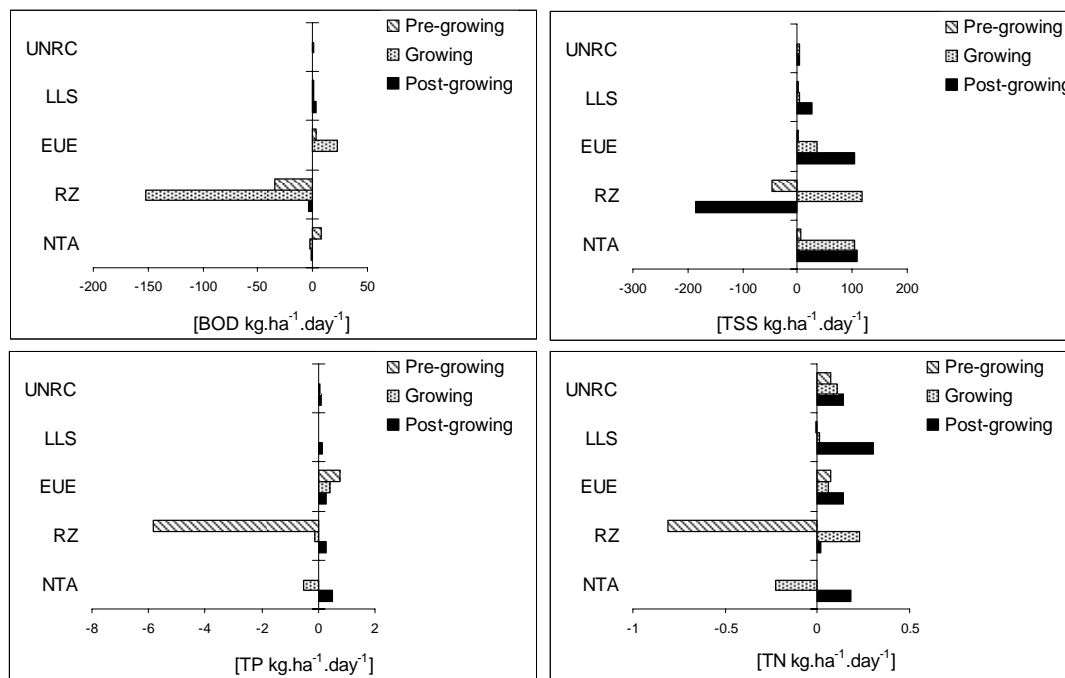 UNRC
LLS
EUE
RZ
NTA
Pre-growing
Growing
Post-growing
-200 -150 -100 -50 0 50
[BOD kg.ha⁻¹.day⁻¹]
UNRC
LLS
EUE
RZ
NTA
Pre-growing
Growing
Post-growing
-300 -200 -100 0 100 200
[TSS kg.ha⁻¹.day⁻¹]
UNRC
LLS
EUE
RZ
NTA
Pre-growing
Growing
Post-growing
-8 -6 -4 -2 0 2
[TP kg.ha⁻¹.day⁻¹]
UNRC
LLS
EUE
RZ
NTA
Pre-growing
Growing
Post-growing
-1 -0.5 0 0.5
[TN kg.ha⁻¹.day⁻¹]